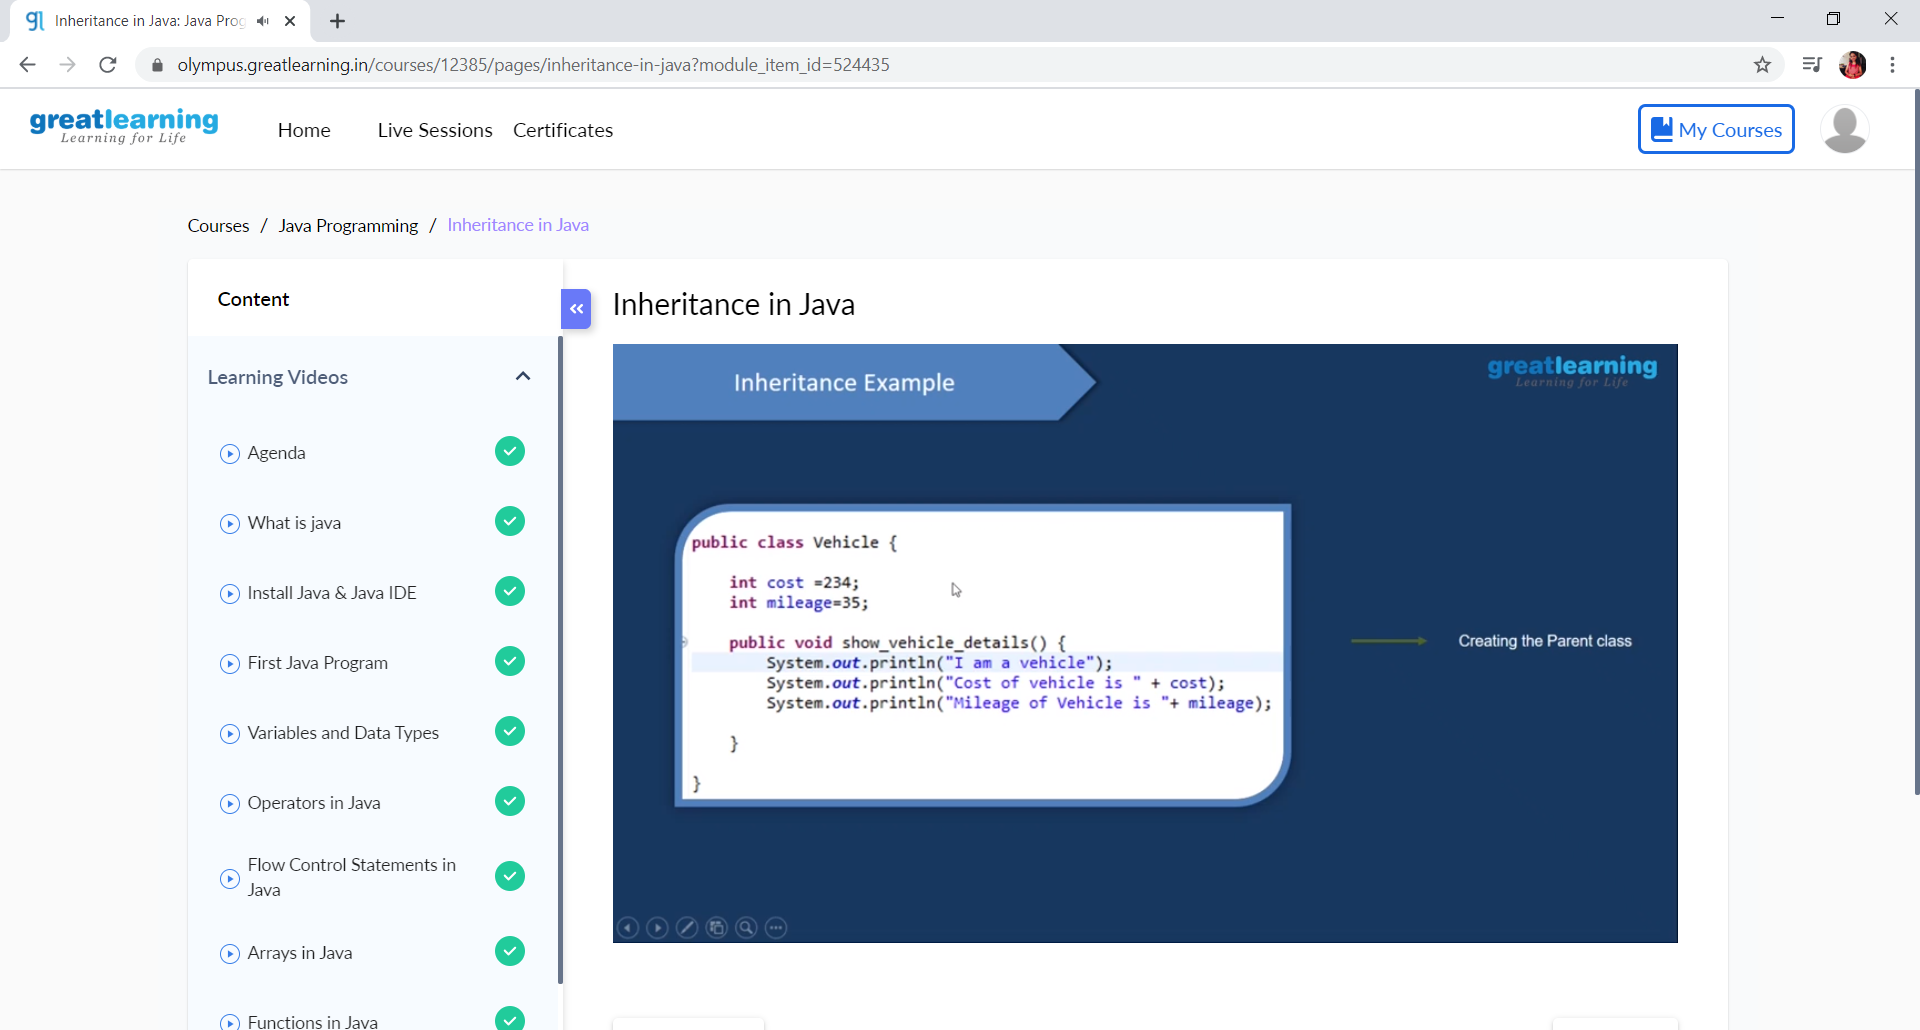 Inheritance in Java: Java Prog
olympus.greatlearning.in/courses/12385/pages/inheritance-in-java?module_item_id=524435
greatlearning
Learning for Life
Home
Live Sessions
Certificates
My Courses
Courses / Java Programming / Inheritance in Java
Content
Learning Videos
Agenda
What is java
Install Java & Java IDE
First Java Program
Variables and Data Types
Operators in Java
Flow Control Statements in
Java
Arrays in Java
Functions in Java
Inheritance in Java
Inheritance Example
greatlearning
Learning for Life
public class Vehicle {
int cost =234;
int mileage=35;
public void show_vehicle_details() {
System.out.println("I am a vehicle");
System.out.println("Cost of vehicle is " + cost);
System.out.println("Mileage of Vehicle is "+ mileage);
}
}
Creating the Parent class